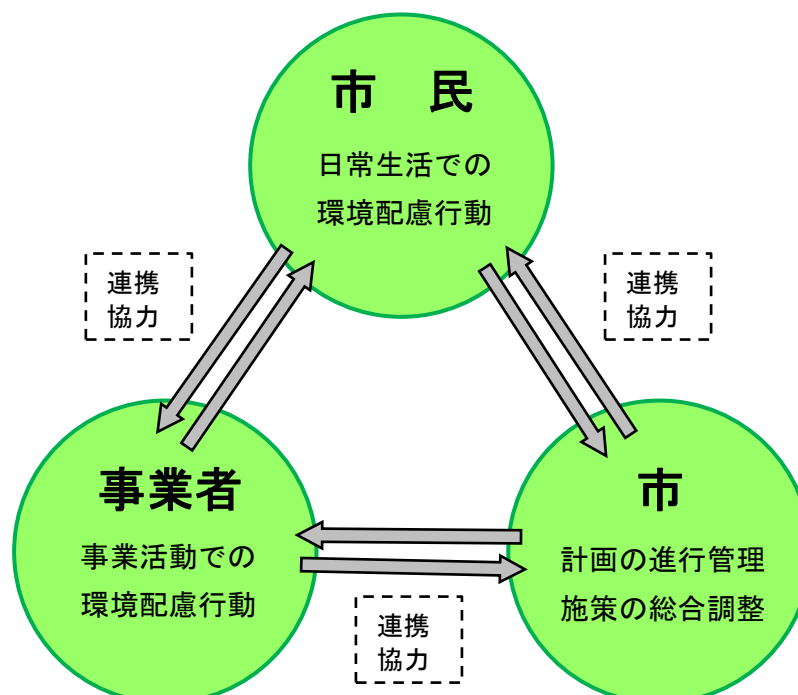 市　民
日常生活での
環境配慮行動
連携
協力
連携
協力
事業者
事業活動での
環境配慮行動
市
計画の進行管理
施策の総合調整
連携
協力